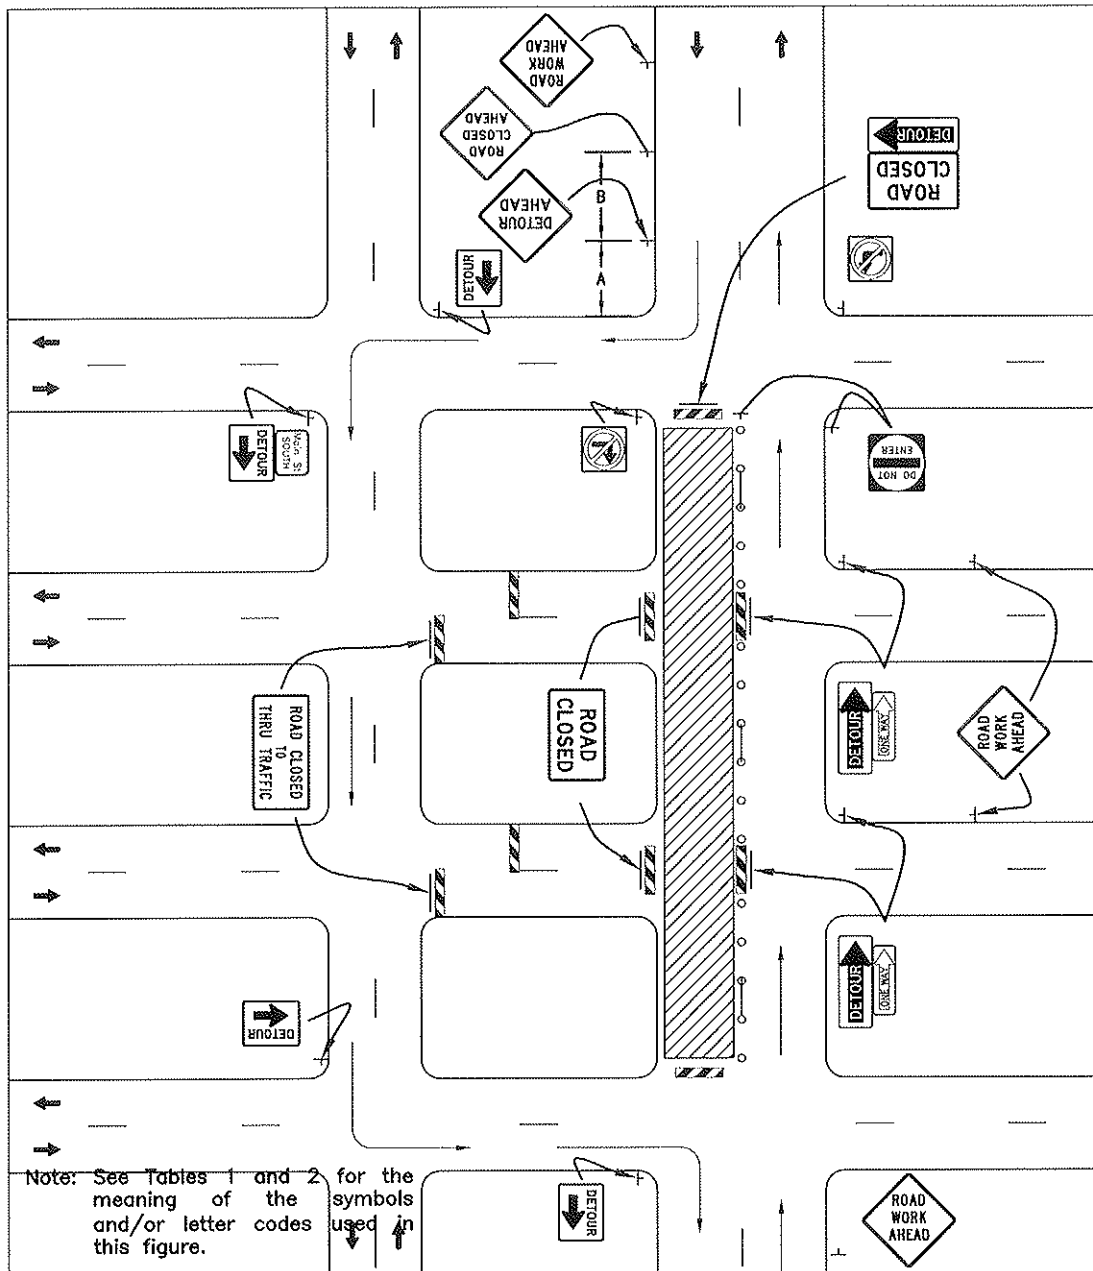 ROAD
WORK
AHEAD
ROAD
CLOSED
AHEAD
DETOUR
AHEAD
B
A
DETOUR
DETOUR
ROAD
CLOSED
DETOUR
Main St
SOUTH
DO NOT
ENTER
ROAD CLOSED
TO
THRU TRAFFIC
ROAD
CLOSED
DETOUR
ONE WAY
ROAD
WORK
AHEAD
DETOUR
ONE WAY
DETOUR
DETOUR
ROAD
WORK
AHEAD
Note: See Tables 1 and 2 for the
meaning of the symbols
and/or letter codes used in
this figure.